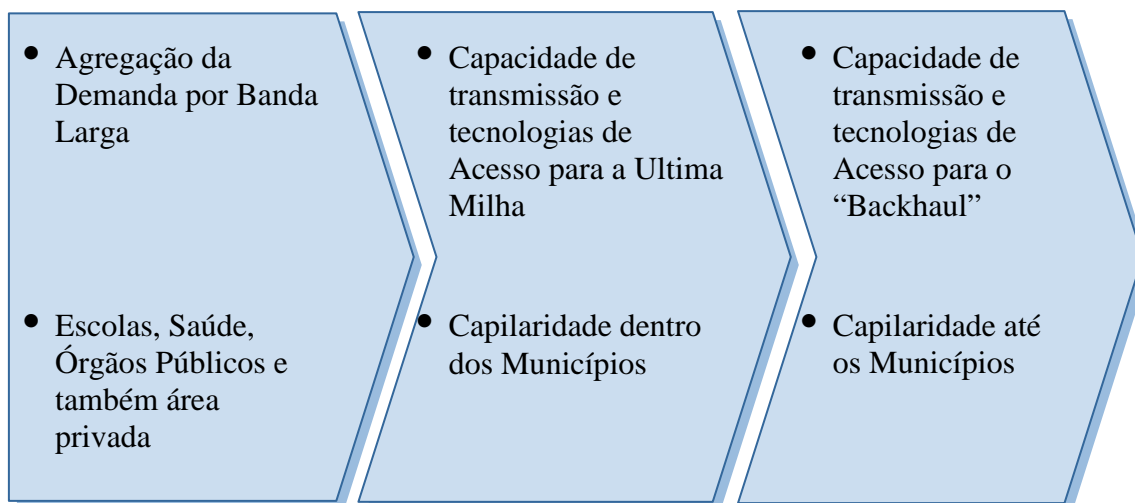 • Agregação da
Demanda por Banda
Larga
• Escolas, Saúde,
Órgãos Públicos e
também área
privada
• Capacidade de
transmissão e
tecnologias de
Acesso para a Ultima
Milha
• Capilaridade dentro
dos Municípios
• Capacidade de
transmissão e
tecnologias de
Acesso para o
“Backhaul”
• Capilaridade até
os Municípios